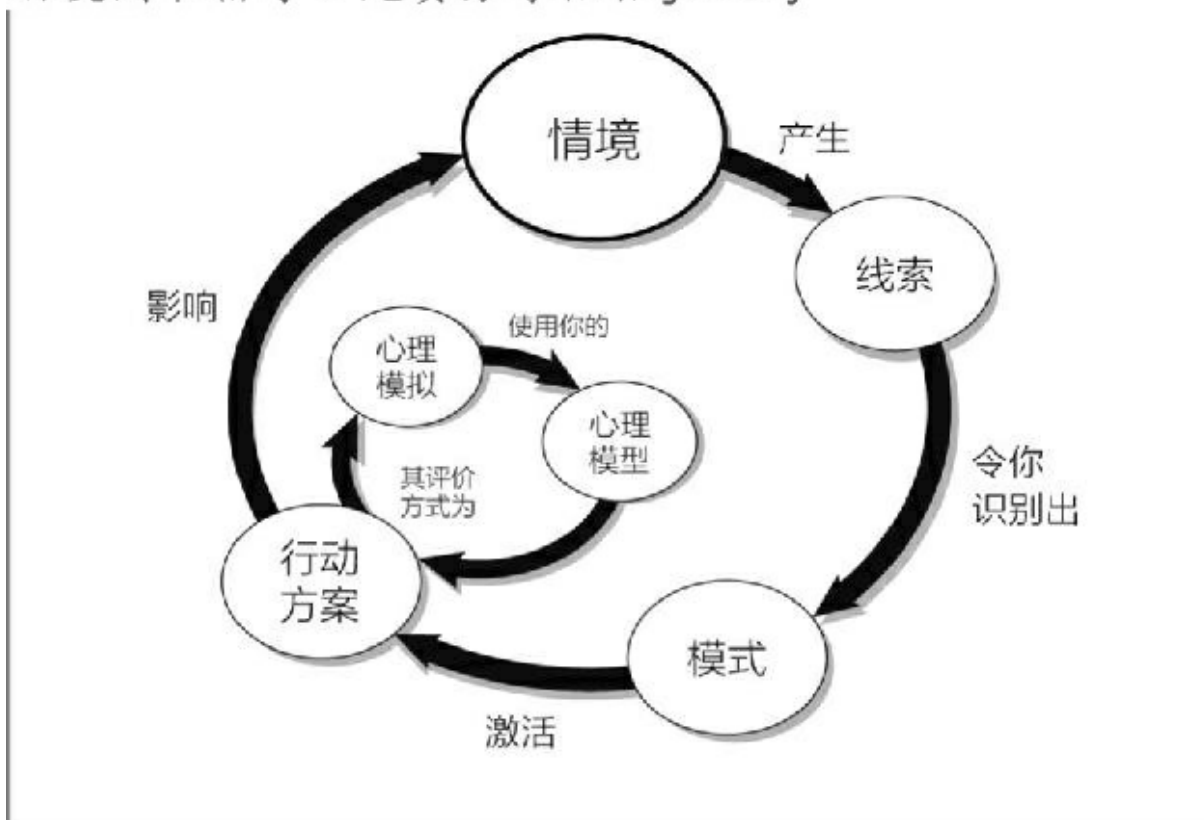 情境
产生
线索
影响
心理
模拟
使用你的
心理
模型
其评价
方式为
令你
识别出
行动
方案
模式
激活